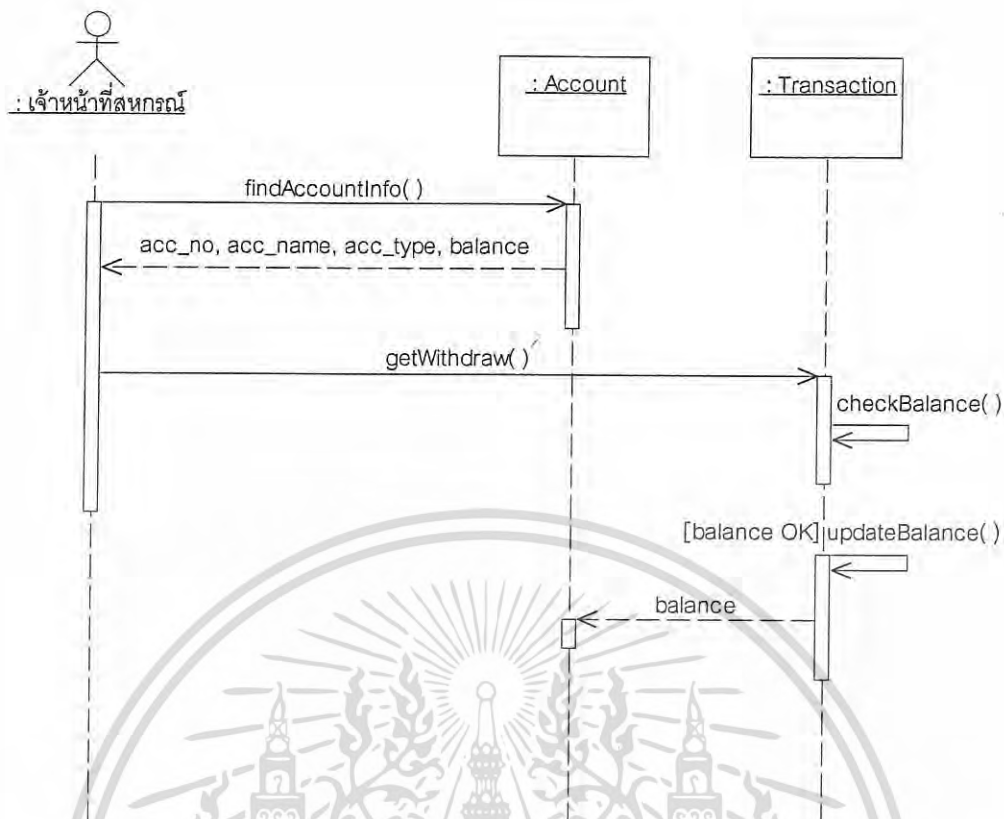 : เจ้าหน้าที่สหกรณ์
: Account
: Transaction
findAccountInfo( )
acc_no, acc_name, acc_type, balance
getWithdraw( )
checkBalance( )
[balance OK] updateBalance( )
balance